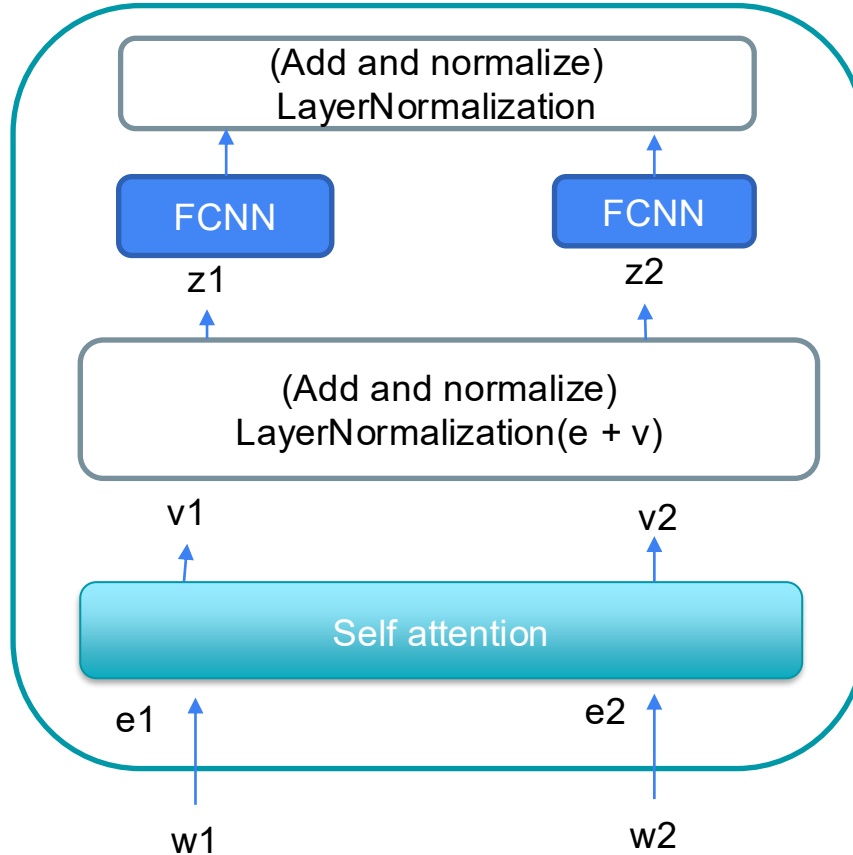 (Add and normalize)
LayerNormalization
FCNN
FCNN
z1
z2
(Add and normalize)
LayerNormalization(e + v)
v1
v2
Self attention
e1
e2
w1
w2